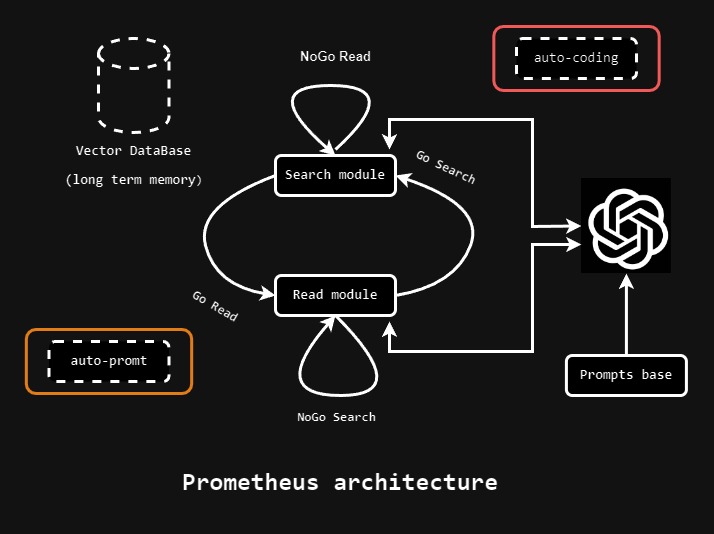 NoGo Read
auto-coding
Vector DataBase
(long term memory)
Search module
Go Search
Read module
Go Read
auto-promt
Prompts base
NoGo Search
Prometheus architecture